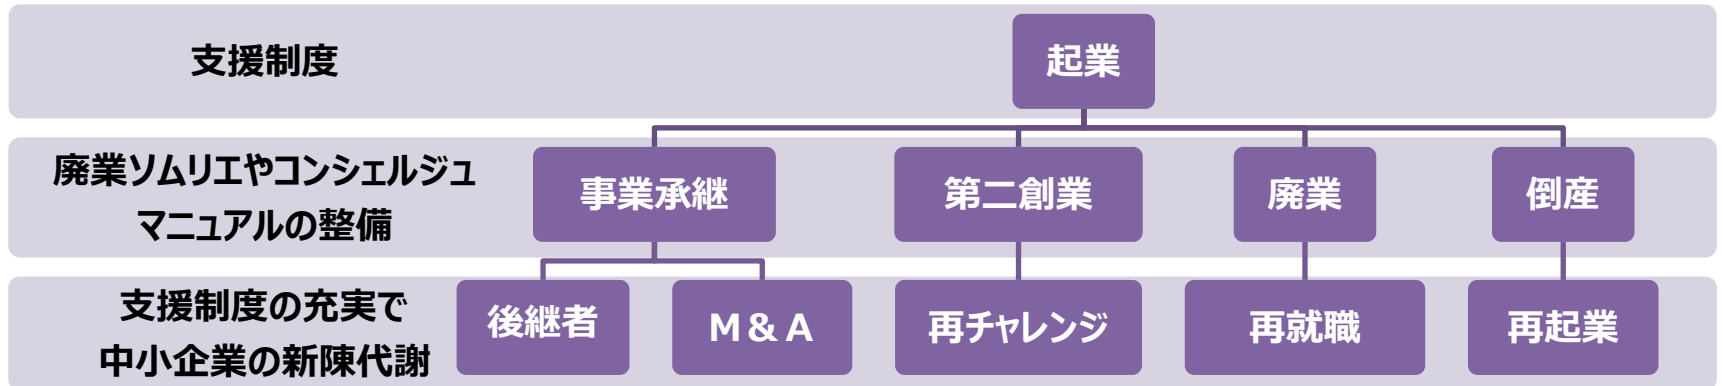 支援制度
起業
廃業ソムリエやコンシェルジュ
マニュアルの整備
事業承継
第二創業
廃業
倒産
支援制度の充実で
中小企業の新陳代謝
後継者
M&A
再チャレンジ
再就職
再起業